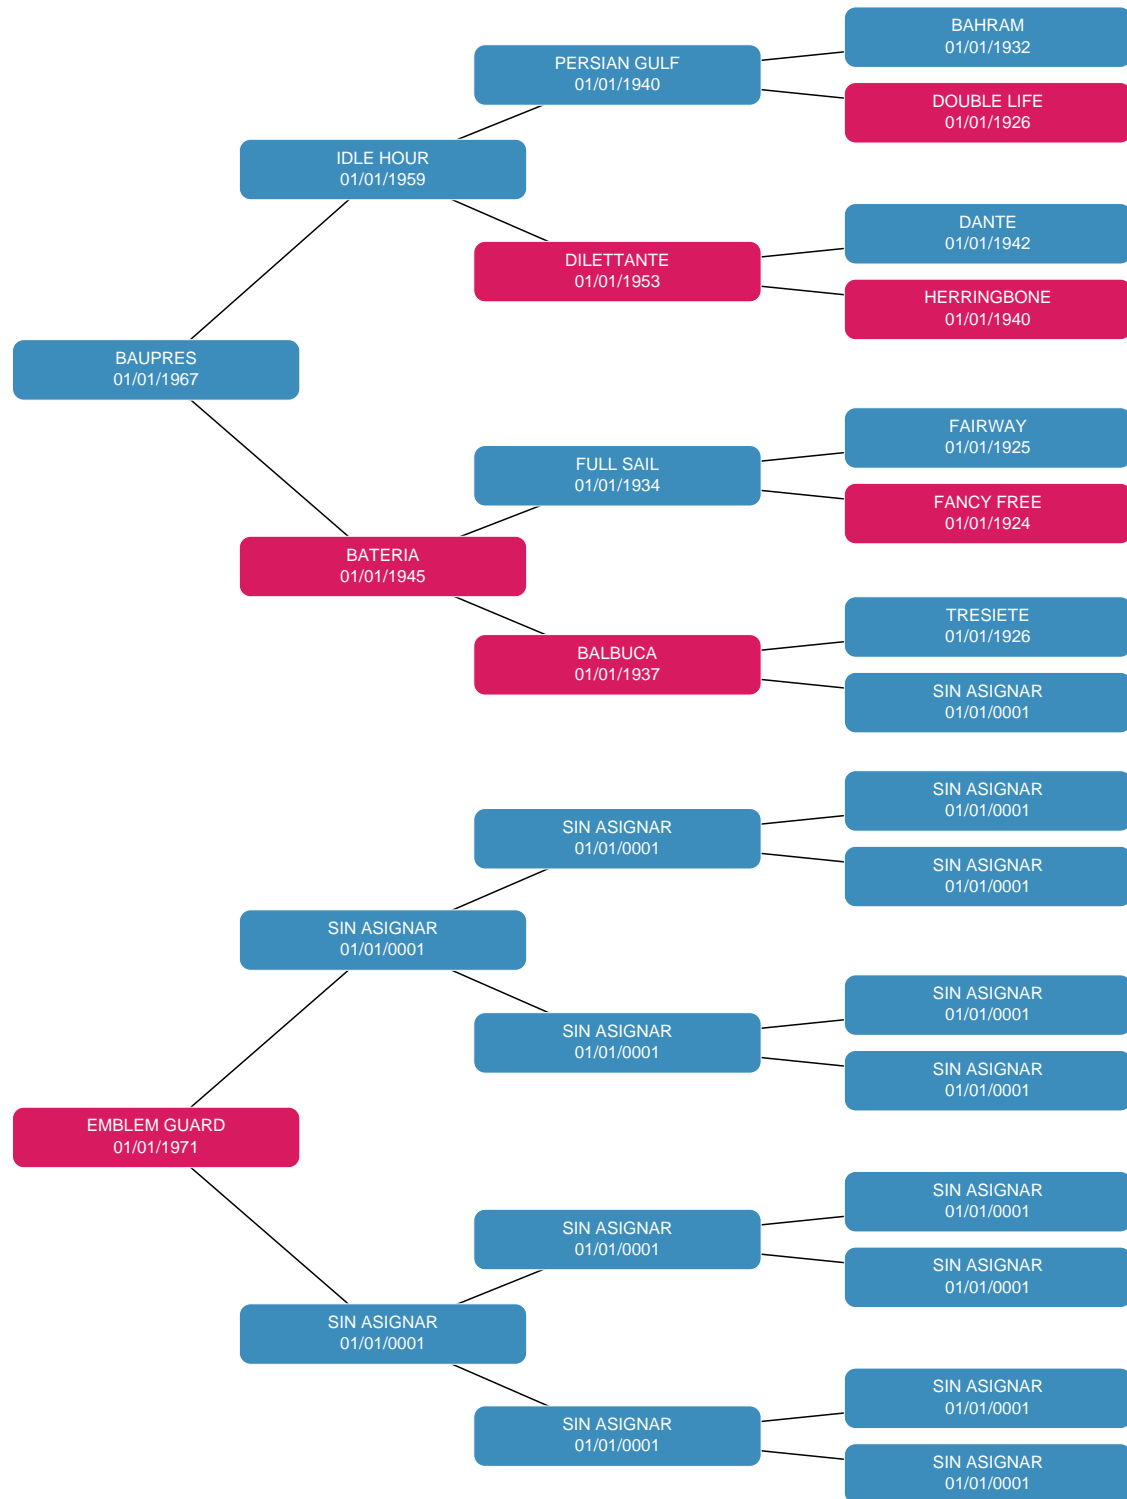 BAHRAM
01/01/1932
PERSIAN GULF
01/01/1940
DOUBLE LIFE
01/01/1926
IDLE HOUR
01/01/1959
DANTE
01/01/1942
DILETTANTE
01/01/1953
HERRINGBONE
01/01/1940
BAUPRES
01/01/1967
FAIRWAY
01/01/1925
FULL SAIL
01/01/1934
FANCY FREE
01/01/1924
BATERIA
01/01/1945
TRESIETE
01/01/1926
BALBUCA
01/01/1937
SIN ASIGNAR
01/01/0001
SIN ASIGNAR
01/01/0001
SIN ASIGNAR
01/01/0001
SIN ASIGNAR
01/01/0001
SIN ASIGNAR
01/01/0001
SIN ASIGNAR
01/01/0001
SIN ASIGNAR
01/01/0001
SIN ASIGNAR
01/01/0001
EMBLEM GUARD
01/01/1971
SIN ASIGNAR
01/01/0001
SIN ASIGNAR
01/01/0001
SIN ASIGNAR
01/01/0001
SIN ASIGNAR
01/01/0001
SIN ASIGNAR
01/01/0001
SIN ASIGNAR
01/01/0001
SIN ASIGNAR
01/01/0001